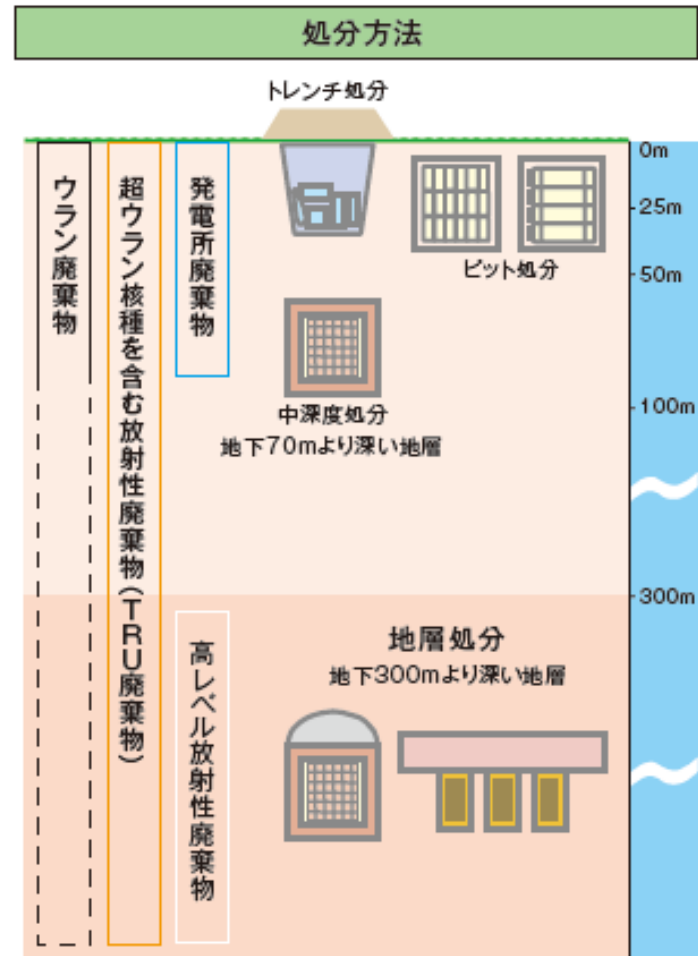 処分方法
トレンチ処分
ウラン廃棄物
超ウラン核種を含む放射性廃棄物(TRU廃棄物)
発電所廃棄物
ピット処分
中深度処分
地下70mより深い地層
高レベル放射性廃棄物
地層処分
地下300mより深い地層
0m
25m
50m
100m
300m